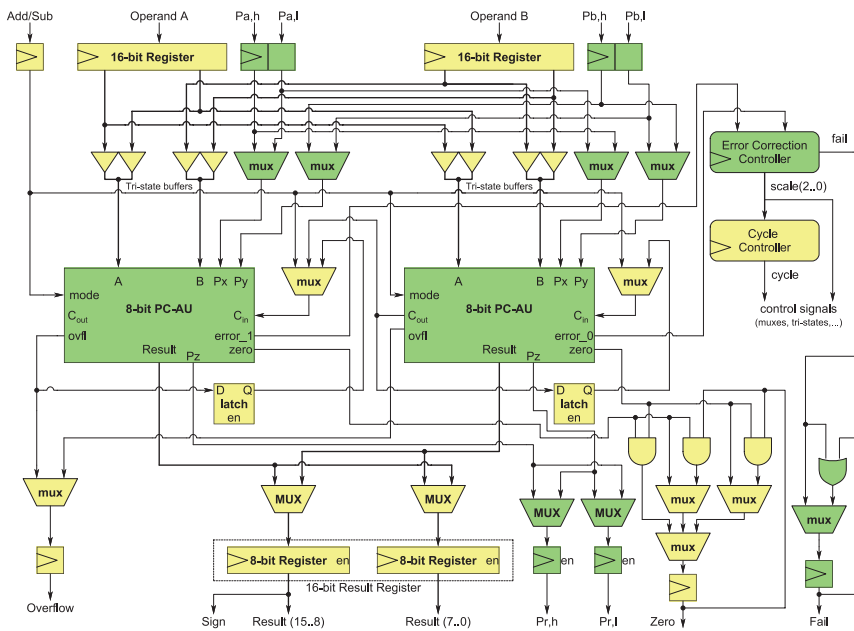 Add/Sub
Operand A
Pa,h
Pa,l
Operand B
Pb,h
Pb,l
16-bit Register
16-bit Register
fail
Error Correction
Controller
mux
mux
mux
mux
Tri-state buffers
Tri-state buffers
scale(2..0)
Cycle
Controller
cycle
A
B
Px
Py
mux
A
B
Px
Py
mux
mode
8-bit PC-AU
Cout
Cin
ovfl
error_1
zero
Result
Pz
mode
8-bit PC-AU
Cout
Cin
ovfl
error_0
zero
Result
Pz
control signals
(muxes, tri-states,...)
D
Q
latch
en
D
Q
latch
en
mux
MUX
MUX
MUX
MUX
mux
mux
mux
mux
8-bit Register
en
8-bit Register
en
en
en
16-bit Result Register
Overflow
Sign
Result (15..8)
Result (7..0)
Pr,h
Pr,l
Zero
Fail